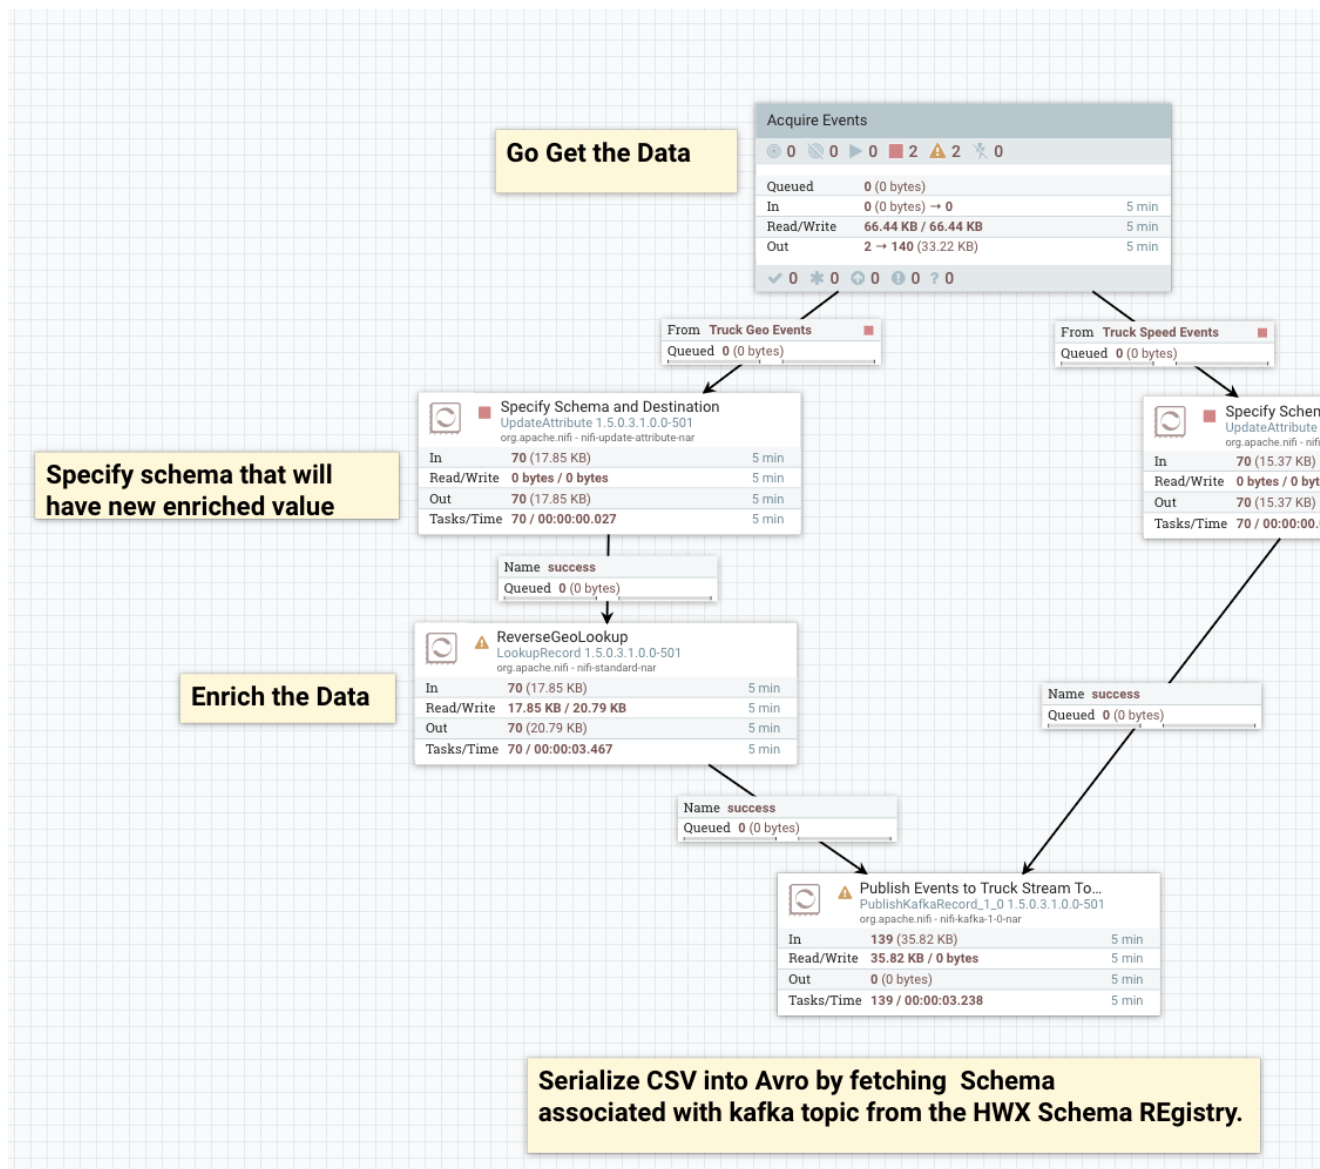 Acquire Events
0 0 0 2 2 0
Go Get the Data
Queued 0 (0 bytes)
In 0 (0 bytes) → 0 5 min
Read/Write 66.44 KB / 66.44 KB 5 min
Out 2 → 140 (33.22 KB) 5 min
0 0 0 0 ? 0
From Truck Geo Events
Queued 0 (0 bytes)
From Truck Speed Events
Queued 0 (0 bytes)
Specify Schema and Destination
UpdateAttribute 1.5.0.3.1.0.0-501
org.apache.nifi - nifi-update-attribute-nar
In 70 (17.85 KB) 5 min
Read/Write 0 bytes / 0 bytes 5 min
Out 70 (17.85 KB) 5 min
Tasks/Time 70 / 00:00:00.027 5 min
Specify Schem
UpdateAttribute
org.apache.nifi - nifi
In 70 (15.37 KB)
Read/Write 0 bytes / 0 byt
Out 70 (15.37 KB)
Tasks/Time 70 / 00:00:00.
Specify schema that will
have new enriched value
Name success
Queued 0 (0 bytes)
ReverseGeoLookup
LookupRecord 1.5.0.3.1.0.0-501
org.apache.nifi - nifi-standard-nar
In 70 (17.85 KB) 5 min
Read/Write 17.85 KB / 20.79 KB 5 min
Out 70 (20.79 KB) 5 min
Tasks/Time 70 / 00:00:03.467 5 min
Enrich the Data
Name success
Queued 0 (0 bytes)
Name success
Queued 0 (0 bytes)
Publish Events to Truck Stream To...
PublishKafkaRecord_1_0 1.5.0.3.1.0.0-501
org.apache.nifi - nifi-kafka-1-0-nar
In 139 (35.82 KB) 5 min
Read/Write 35.82 KB / 0 bytes 5 min
Out 0 (0 bytes) 5 min
Tasks/Time 139 / 00:00:03.238 5 min
Serialize CSV into Avro by fetching Schema
associated with kafka topic from the HWX Schema REgistry.